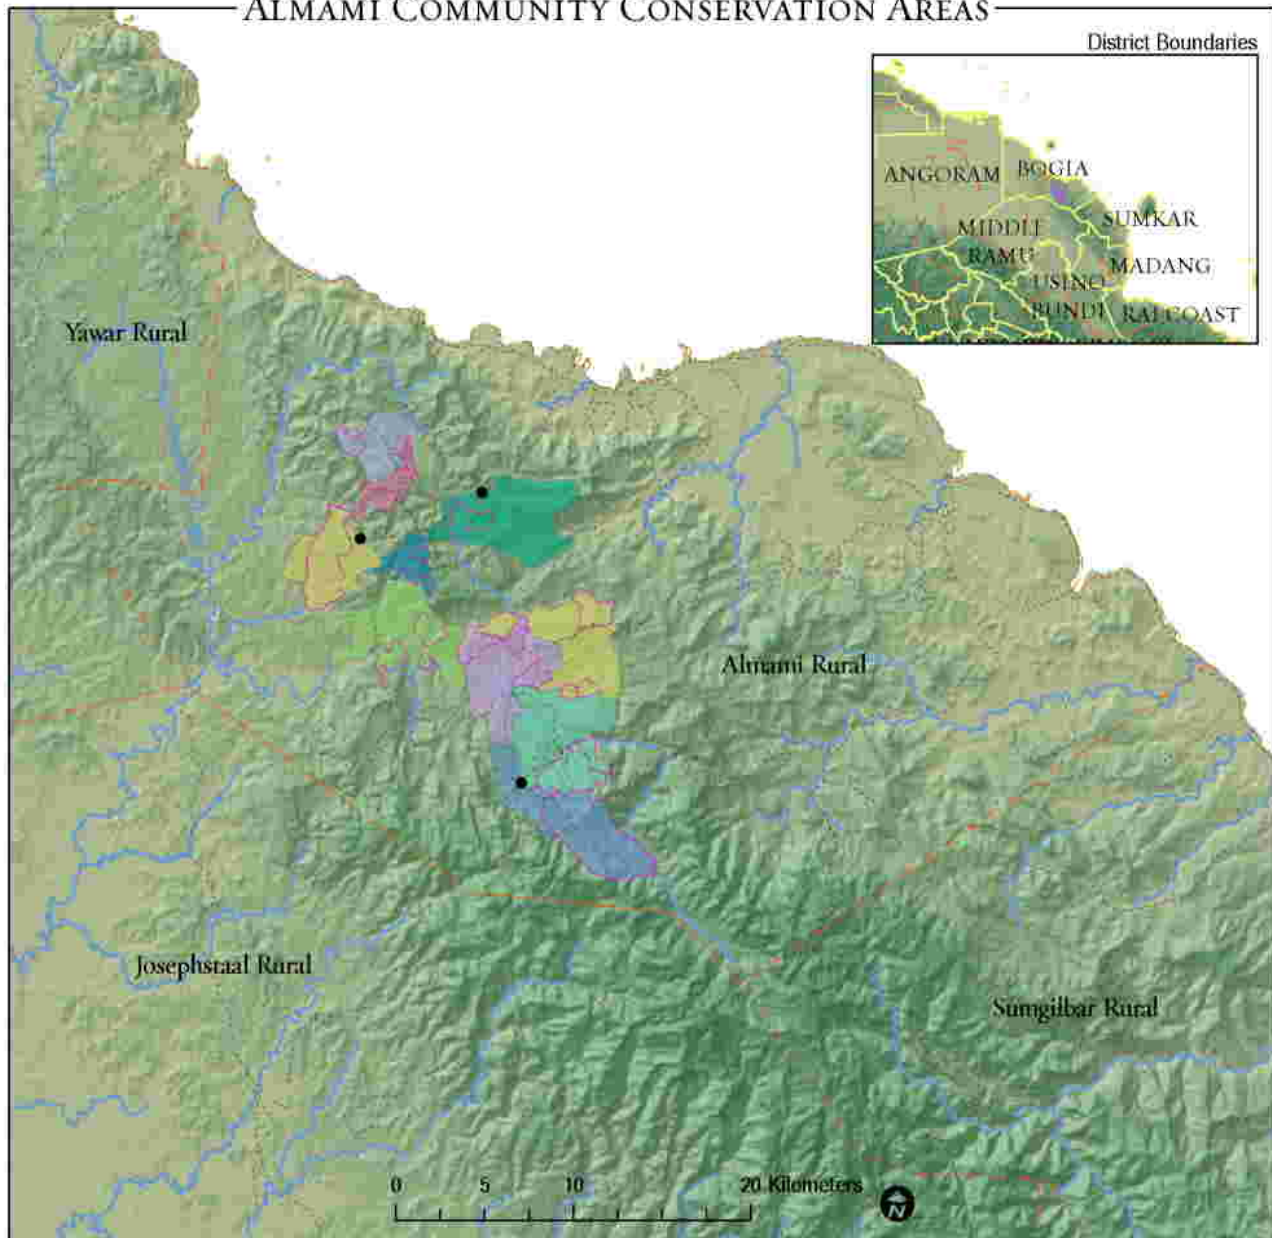 ALMAMI COMMUNITY CONSERVATION AREAS
District Boundaries
ANGORAM
BOGIA
SUMKAR
MIDDLE
RAMU
MADANG
USINO
BUNDI
RAI COAST
Yawar Rural
Almami Rural
Josephstaal Rural
Sumgilbar Rural
0 5 10 20 Kilometers
N